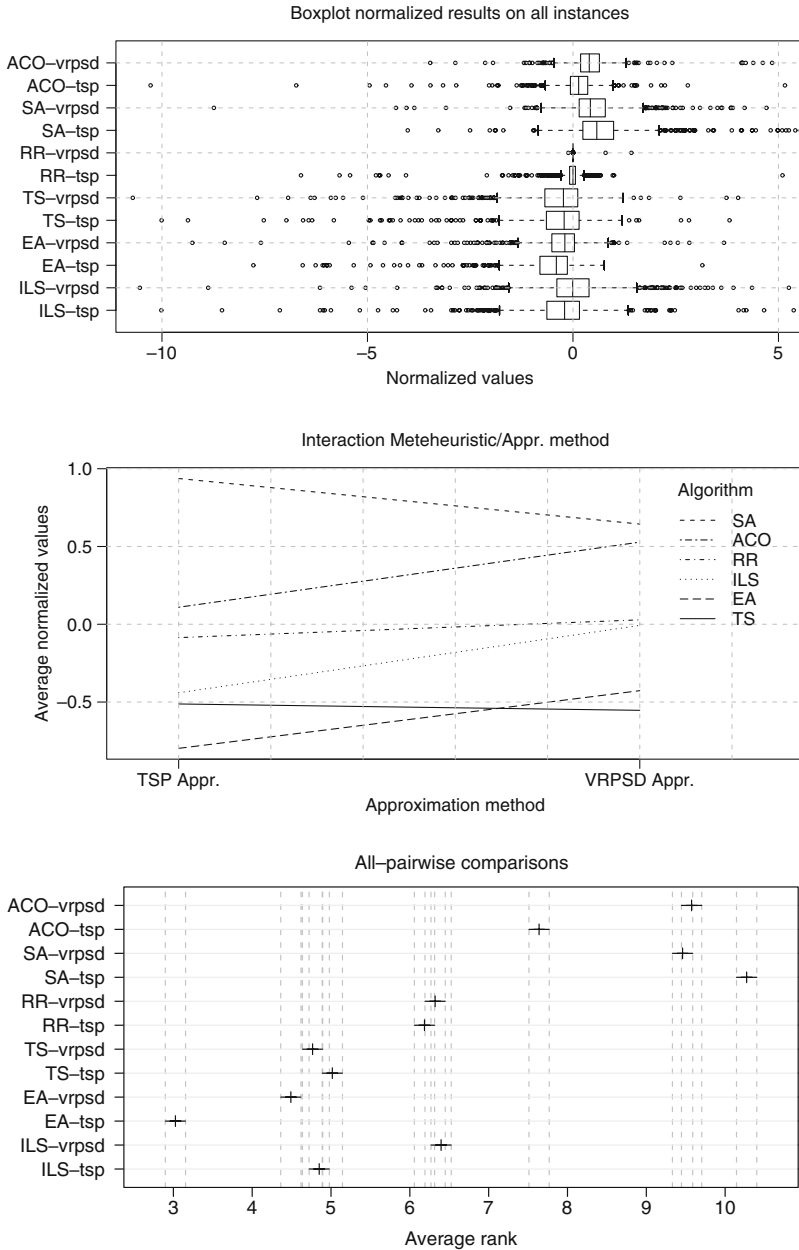 Boxplot normalized results on all instances
ACO–vrpsd
ACO–tsp
SA–vrpsd
SA–tsp
RR–vrpsd
RR–tsp
TS–vrpsd
TS–tsp
EA–vrpsd
EA–tsp
ILS–vrpsd
ILS–tsp
–10 –5 0 5
Normalized values
Interaction Meteheuristic/Appr. method
Average normalized values
1.0
0.5
0.0
–0.5
Algorithm
SA
ACO
RR
ILS
EA
TS
TSP Appr. VRPSD Appr.
Approximation method
All–pairwise comparisons
ACO–vrpsd
ACO–tsp
SA–vrpsd
SA–tsp
RR–vrpsd
RR–tsp
TS–vrpsd
TS–tsp
EA–vrpsd
EA–tsp
ILS–vrpsd
ILS–tsp
3 4 5 6 7 8 9 10
Average rank